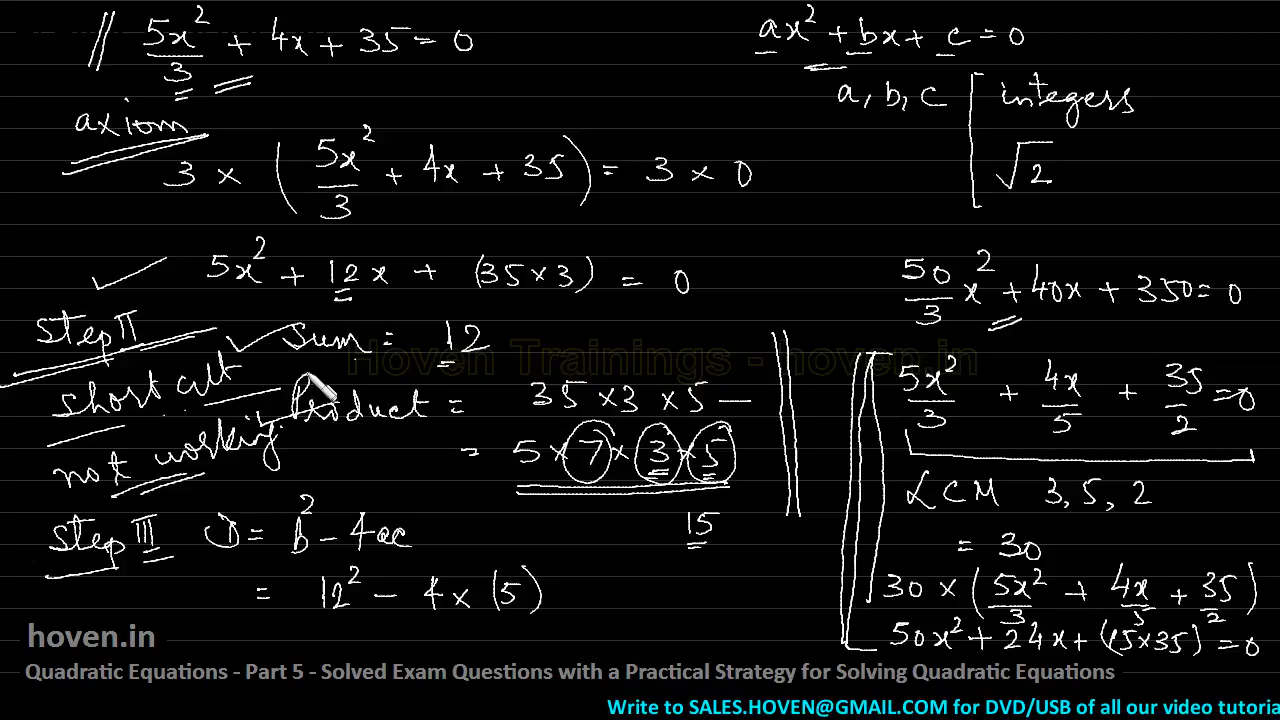 // 5x²/3 + 4x + 35 = 0
ax² + bx + c = 0
a, b, c [ integers
√2
axiom
3 × ( 5x²/3 + 4x + 35 ) = 3 × 0
5x² + 12x + (35×3) = 0
50/3 x² + 40x + 350 = 0
Step II
Sum = 12
Hoven Trainings - hoven.in
short cut
Product = 35 × 3 × 5 —
not working
= 5 × 7 × 3 × 5
15
5x²/3 + 4x/5 + 35/2 = 0
LCM 3, 5, 2
= 30
30 × ( 5x²/3 + 4x/5 + 35/2 )
50x² + 24x + (15×35) = 0
Step III D = b² - 4ac
= 12² - 4 × (5)
hoven.in
Quadratic Equations - Part 5 - Solved Exam Questions with a Practical Strategy for Solving Quadratic Equations
Write to SALES.HOVEN@GMAIL.COM for DVD/USB of all our video tutoria